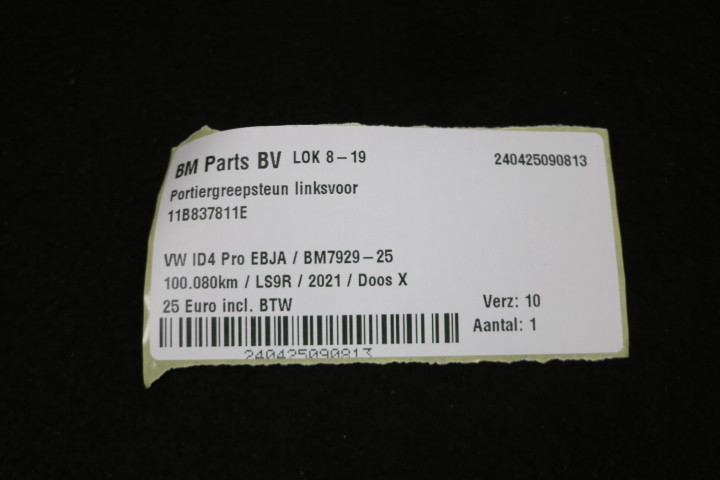 BM Parts BV LOK 8-19 240425090813
Portiergreepsteun linksvoor
11B837811E
VW ID4 Pro EBJA / BM7929-25
100.080km / LS9R / 2021 / Doos X
25 Euro incl. BTW Verz: 10
Aantal: 1
240425090813